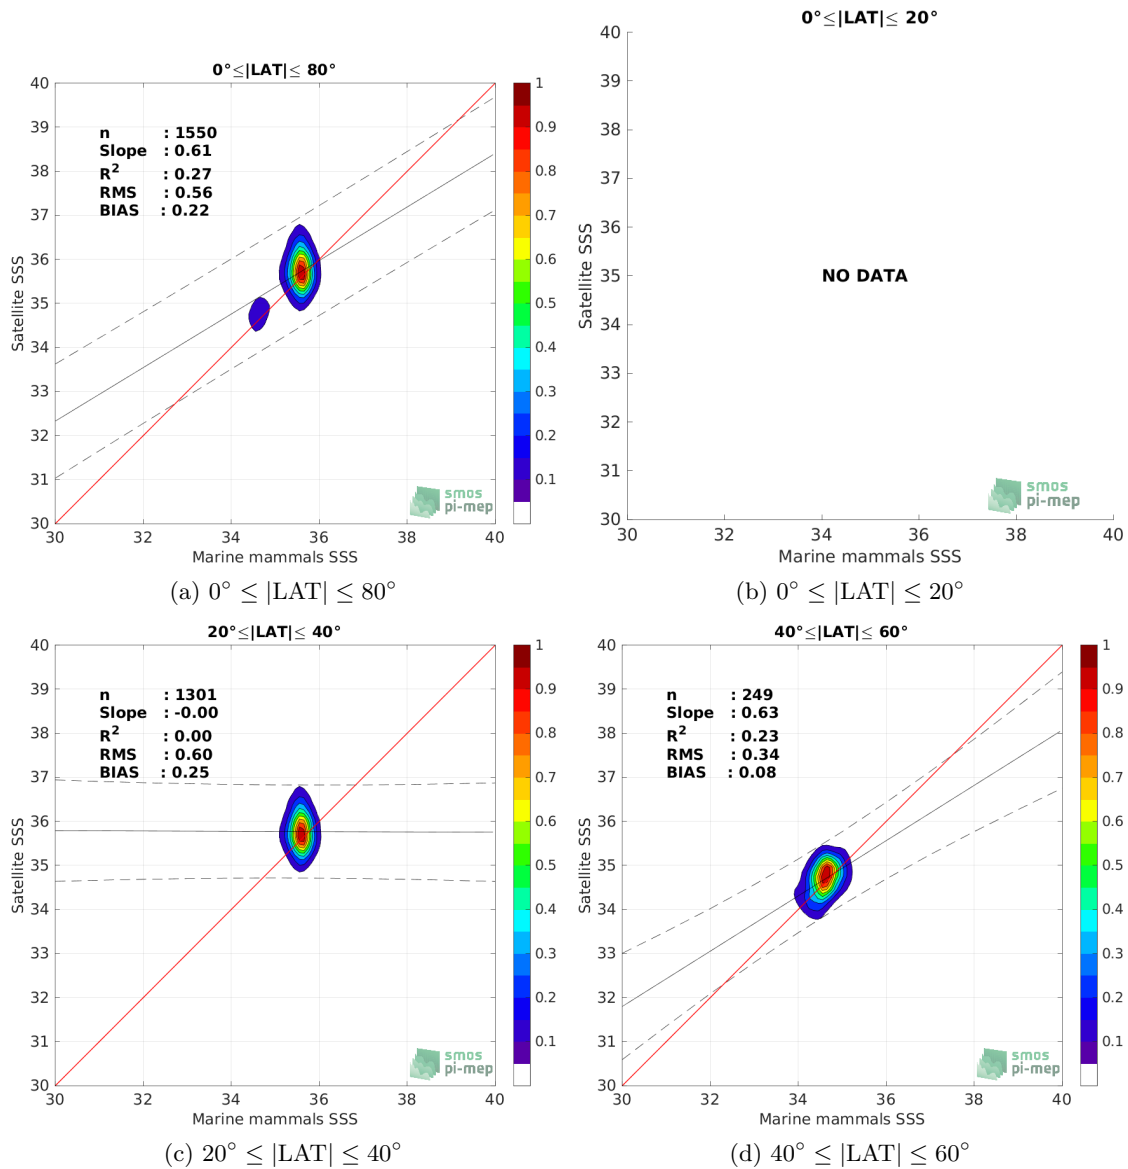 0°≤|LAT|≤ 80°
40
39
38
37
36
35
34
33
32
31
30
Satellite SSS
n : 1550
Slope : 0.61
R² : 0.27
RMS : 0.56
BIAS : 0.22
smos
pi-mep
30 32 34 36 38 40
Marine mammals SSS
1
0.9
0.8
0.7
0.6
0.5
0.4
0.3
0.2
0.1
(a) 0° ≤ |LAT| ≤ 80°
0°≤|LAT|≤ 20°
40
39
38
37
36
35
34
33
32
31
30
Satellite SSS
NO DATA
smos
pi-mep
30 32 34 36 38 40
Marine mammals SSS
(b) 0° ≤ |LAT| ≤ 20°
20°≤|LAT|≤ 40°
40
39
38
37
36
35
34
33
32
31
30
Satellite SSS
n : 1301
Slope : -0.00
R² : 0.00
RMS : 0.60
BIAS : 0.25
smos
pi-mep
30 32 34 36 38 40
Marine mammals SSS
1
0.9
0.8
0.7
0.6
0.5
0.4
0.3
0.2
0.1
(c) 20° ≤ |LAT| ≤ 40°
40°≤|LAT|≤ 60°
40
39
38
37
36
35
34
33
32
31
30
Satellite SSS
n : 249
Slope : 0.63
R² : 0.23
RMS : 0.34
BIAS : 0.08
smos
pi-mep
30 32 34 36 38 40
Marine mammals SSS
1
0.9
0.8
0.7
0.6
0.5
0.4
0.3
0.2
0.1
(d) 40° ≤ |LAT| ≤ 60°